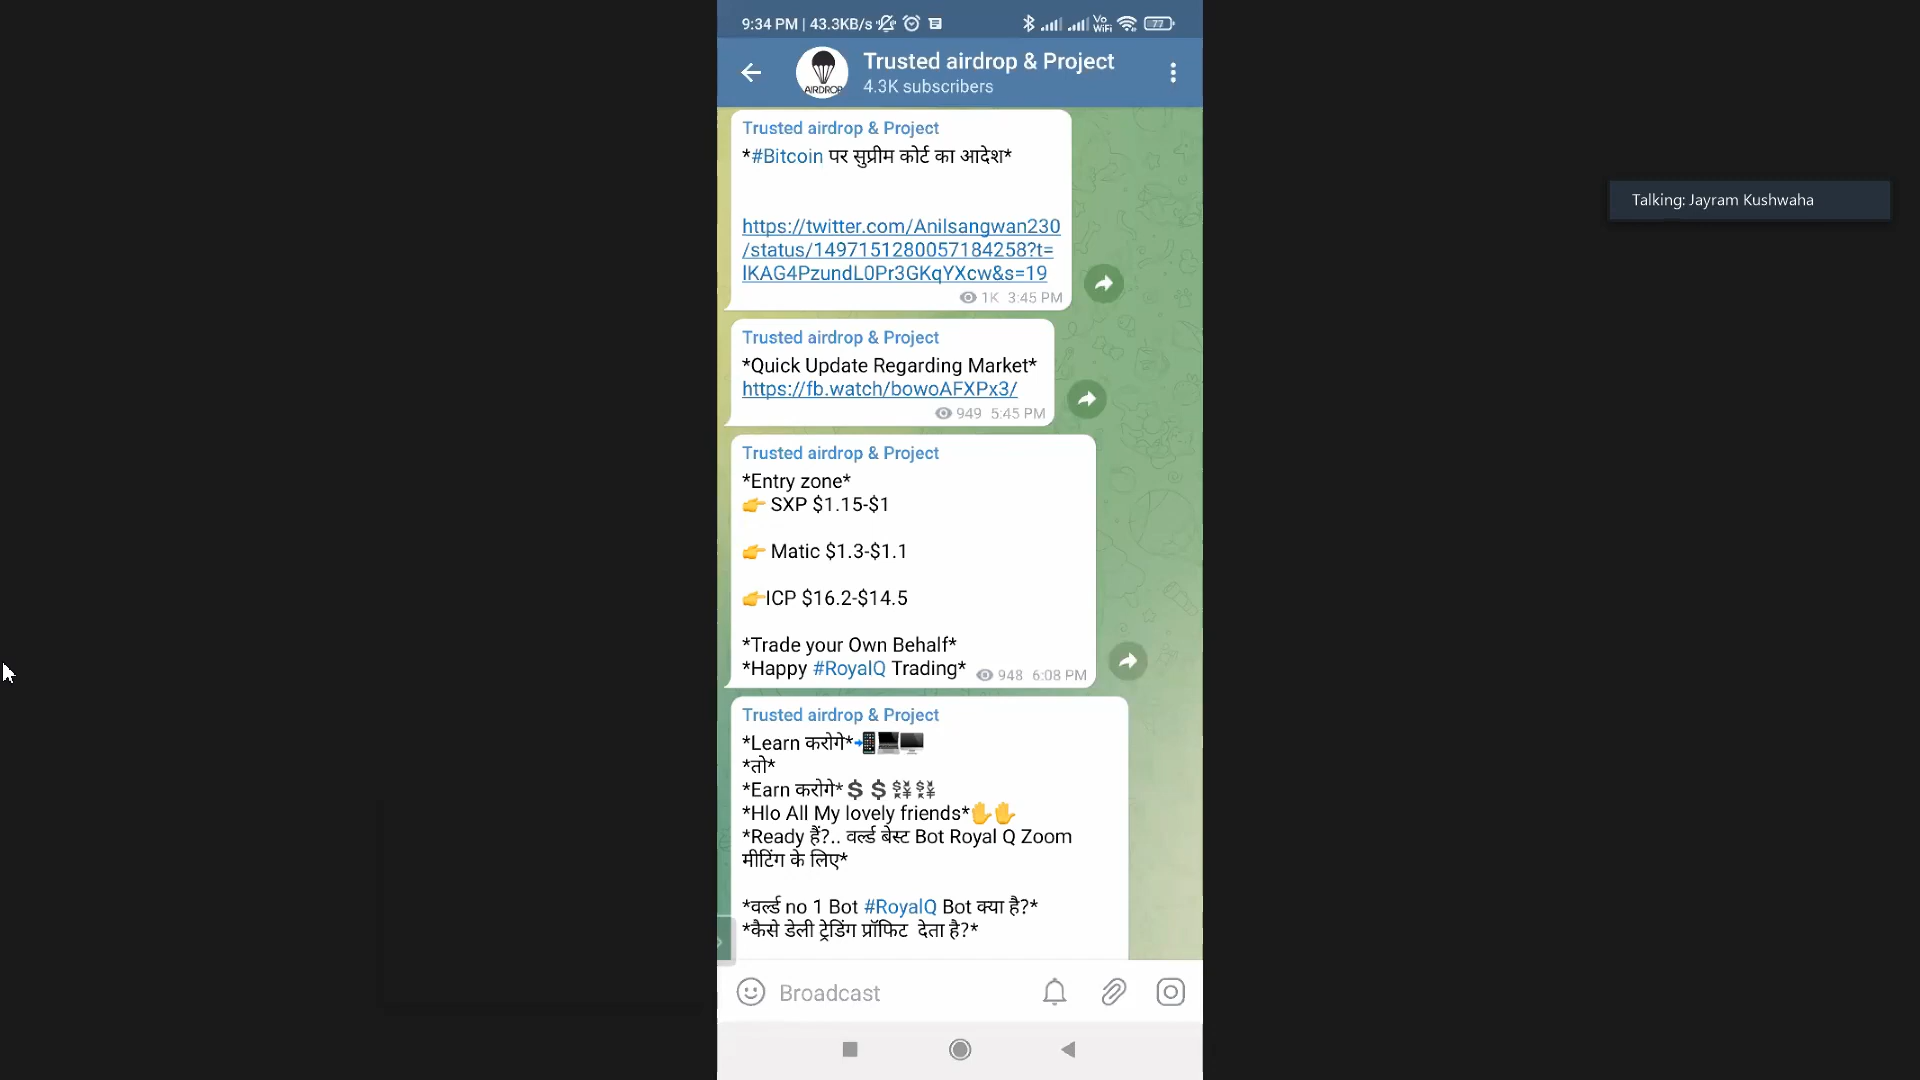 9:34 PM | 43.3KB/s
Vo
WiFi
77
Talking: Jayram Kushwaha
AIRDROP
Trusted airdrop & Project
4.3K subscribers
Trusted airdrop & Project
*#Bitcoin पर सुप्रीम कोर्ट का आदेश*
https://twitter.com/Anilsangwan230
/status/1497151280057184258?t=
lKAG4PzundL0Pr3GKqYXcw&s=19
1K 3:45 PM
Trusted airdrop & Project
*Quick Update Regarding Market*
https://fb.watch/bowoAFXPx3/
949 5:45 PM
Trusted airdrop & Project
*Entry zone*
👉 SXP $1.15-$1
👉 Matic $1.3-$1.1
👉ICP $16.2-$14.5
*Trade your Own Behalf*
*Happy #RoyalQ Trading*
948 6:08 PM
Trusted airdrop & Project
*Learn करोगे*📲💻🖥
*तो*
*Earn करोगे*💲💲💱💱
*Hlo All My lovely friends*✋✋
*Ready हैं?.. वर्ल्ड बेस्ट Bot Royal Q Zoom
मीटिंग के लिए*
*वर्ल्ड no 1 Bot #RoyalQ Bot क्या है?*
*कैसे डेली ट्रेडिंग प्रॉफिट देता है?*
Broadcast